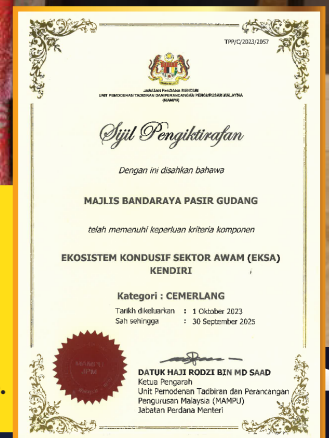 TPP/C/2023/2057
JABATAN PERDANA MENTERI
UNIT PEMODENAN TADBIRAN DAN PERANCANGAN PENGURUSAN MALAYSIA
(MAMPU)
Sijil Pengiktirafan
Dengan ini disahkan bahawa
MAJLIS BANDARAYA PASIR GUDANG
telah memenuhi keperluan kriteria komponen
EKOSISTEM KONDUSIF SEKTOR AWAM (EKSA)
KENDIRI
Kategori : CEMERLANG
Tarikh dikeluarkan : 1 Oktober 2023
Sah sehingga : 30 September 2025
DATUK HAJI RODZI BIN MD SAAD
Ketua Pengarah
Unit Pemodenan Tadbiran dan Perancangan
Pengurusan Malaysia (MAMPU)
Jabatan Perdana Menteri